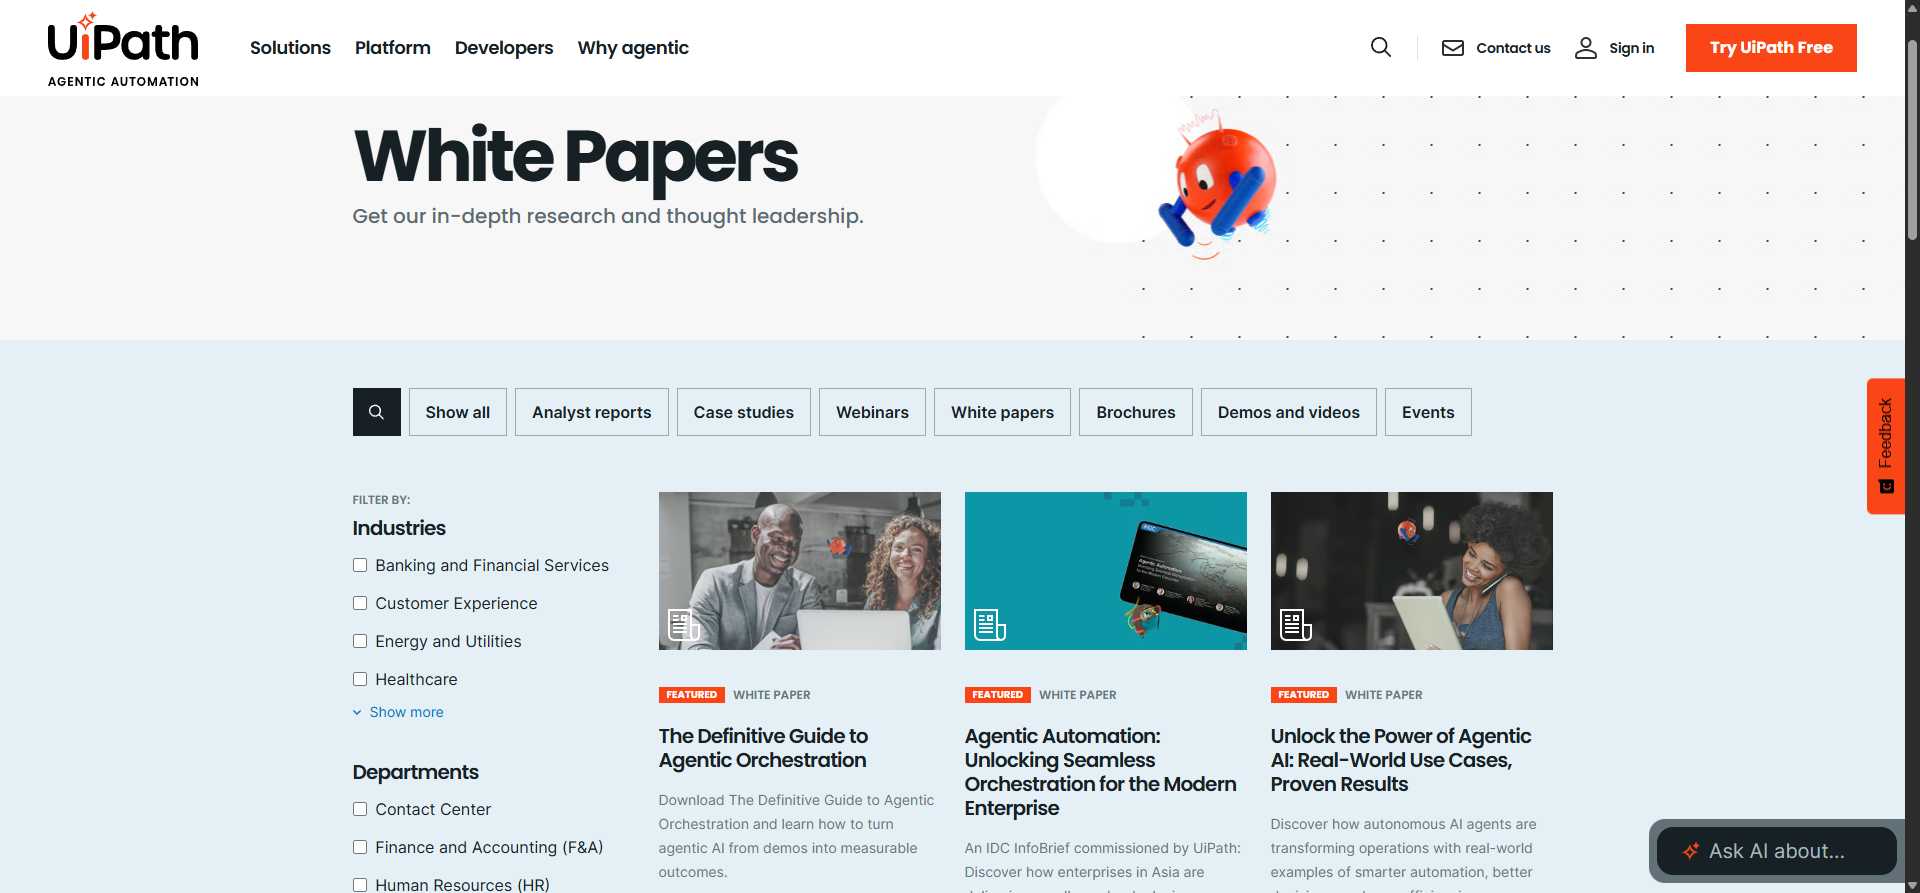 UiPath
AGENTIC AUTOMATION
Solutions
Platform
Developers
Why agentic
Contact us
Sign in
Try UiPath Free
White Papers
Get our in-depth research and thought leadership.
Show all
Analyst reports
Case studies
Webinars
White papers
Brochures
Demos and videos
Events
Feedback
FILTER BY:
Industries
Banking and Financial Services
Customer Experience
Energy and Utilities
Healthcare
Show more
Departments
Contact Center
Finance and Accounting (F&A)
Human Resources (HR)
FEATURED WHITE PAPER
The Definitive Guide to
Agentic Orchestration
Download The Definitive Guide to Agentic
Orchestration and learn how to turn
agentic AI from demos into measurable
outcomes.
FEATURED WHITE PAPER
Agentic Automation:
Unlocking Seamless
Orchestration for the Modern
Enterprise
An IDC InfoBrief commissioned by UiPath:
Discover how enterprises in Asia are
FEATURED WHITE PAPER
Unlock the Power of Agentic
AI: Real-World Use Cases,
Proven Results
Discover how autonomous AI agents are
transforming operations with real-world
examples of smarter automation, better
Ask AI about...